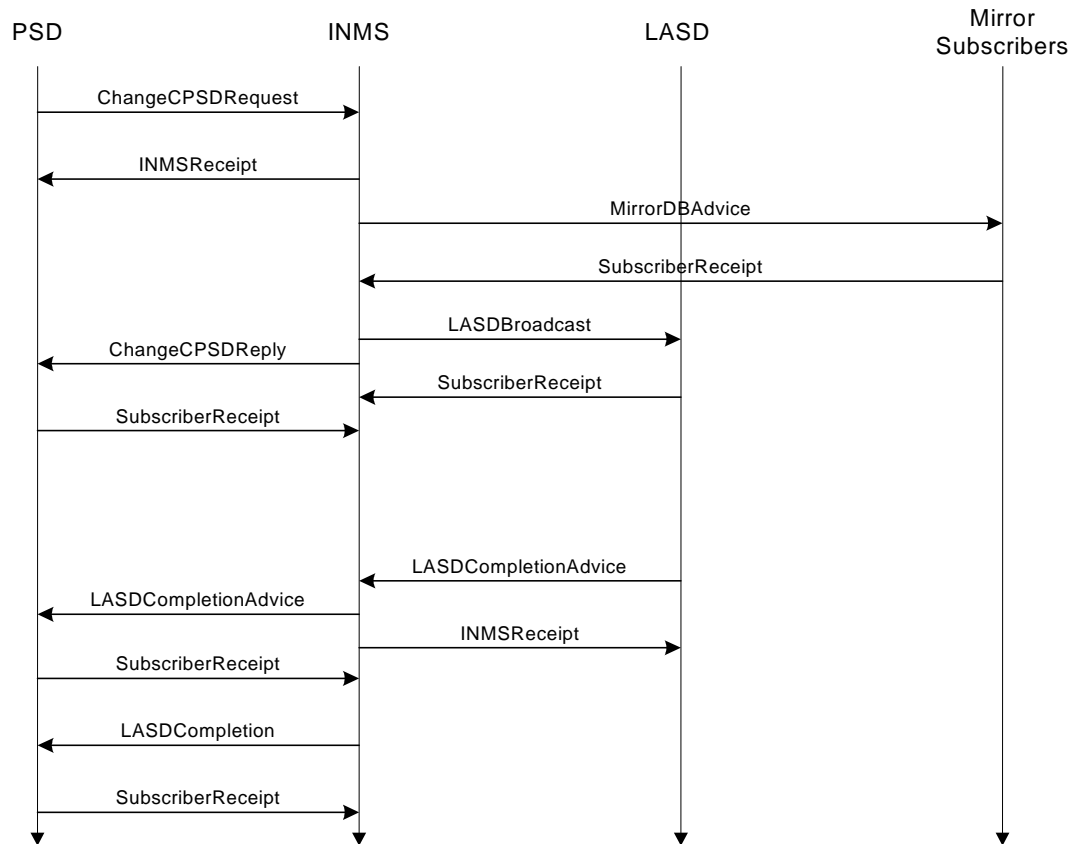 PSD
INMS
LASD
Mirror
Subscribers
ChangeCPSDRequest
INMSReceipt
MirrorDBAdvice
SubscriberReceipt
LASDBroadcast
ChangeCPSDReply
SubscriberReceipt
SubscriberReceipt
LASDCompletionAdvice
LASDCompletionAdvice
INMSReceipt
SubscriberReceipt
LASDCompletion
SubscriberReceipt